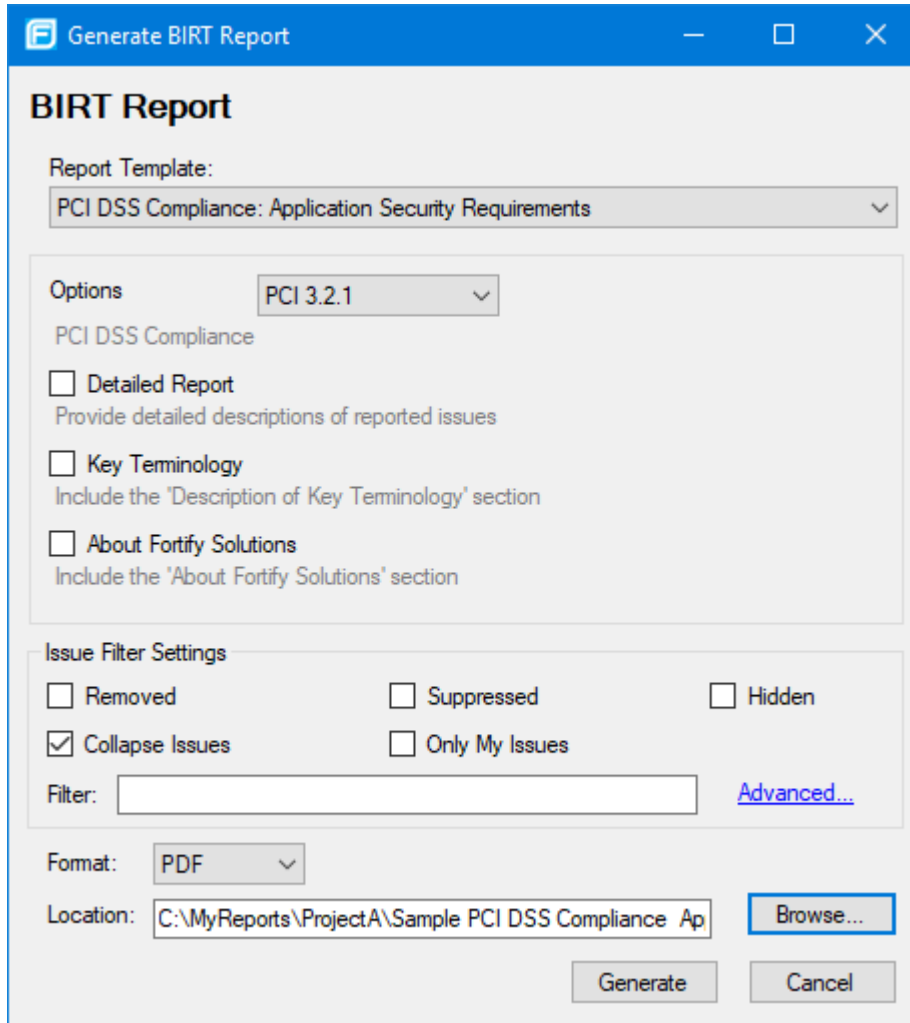 Generate BIRT Report
BIRT Report
Report Template:
PCI DSS Compliance: Application Security Requirements
Options PCI 3.2.1
PCI DSS Compliance
Detailed Report
Provide detailed descriptions of reported issues
Key Terminology
Include the 'Description of Key Terminology' section
About Fortify Solutions
Include the 'About Fortify Solutions' section
Issue Filter Settings
Removed Suppressed Hidden
Collapse Issues Only My Issues
Filter: Advanced...
Format: PDF
Location: C:\MyReports\ProjectA\Sample PCI DSS Compliance  Ap Browse...
Generate Cancel